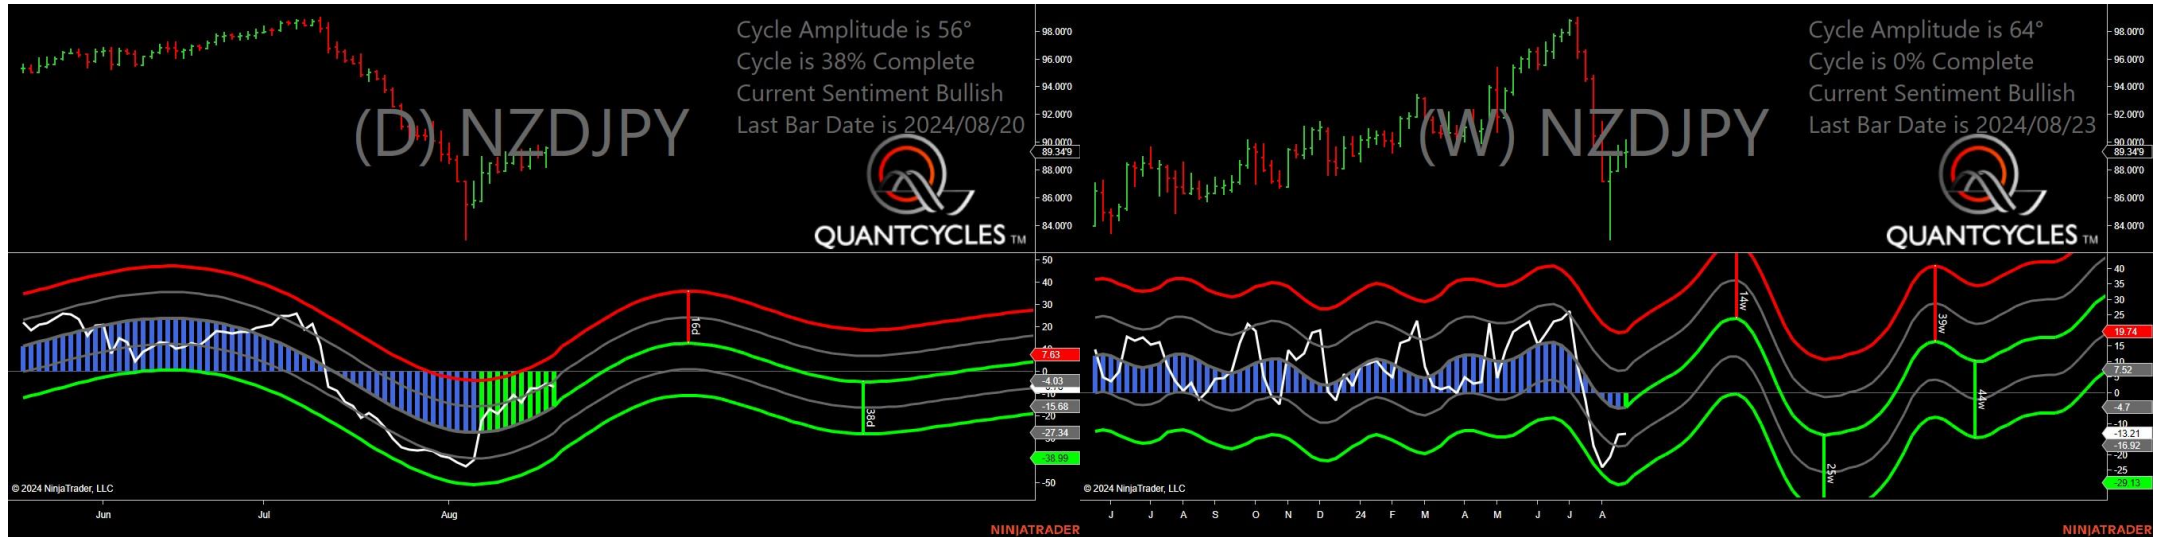 Cycle Amplitude is 56°
Cycle is 38% Complete
Current Sentiment Bullish
Last Bar Date is 2024/08/20
(D) NZDJPY
QUANTCYCLES TM
98.00'0
96.00'0
94.00'0
92.00'0
90.00'0
89.34'9
88.00'0
86.00'0
84.00'0
50
40
30
20
7.63
0
-4.03
-15.68
-27.34
-38.99
-50
16d
38d
© 2024 NinjaTrader, LLC
Jun Jul Aug
NINJATRADER
Cycle Amplitude is 64°
Cycle is 0% Complete
Current Sentiment Bullish
Last Bar Date is 2024/08/23
(W) NZDJPY
QUANTCYCLES TM
98.00'0
96.00'0
94.00'0
92.00'0
90.00'0
89.34'9
88.00'0
86.00'0
84.00'0
40
35
30
25
19.74
15
10
7.52
0
-4.7
-10
-13.21
-16.92
-20
-25
-29.13
14w
25w
39w
44w
© 2024 NinjaTrader, LLC
J J A S O N D 24 F M A M J J A
NINJATRADER